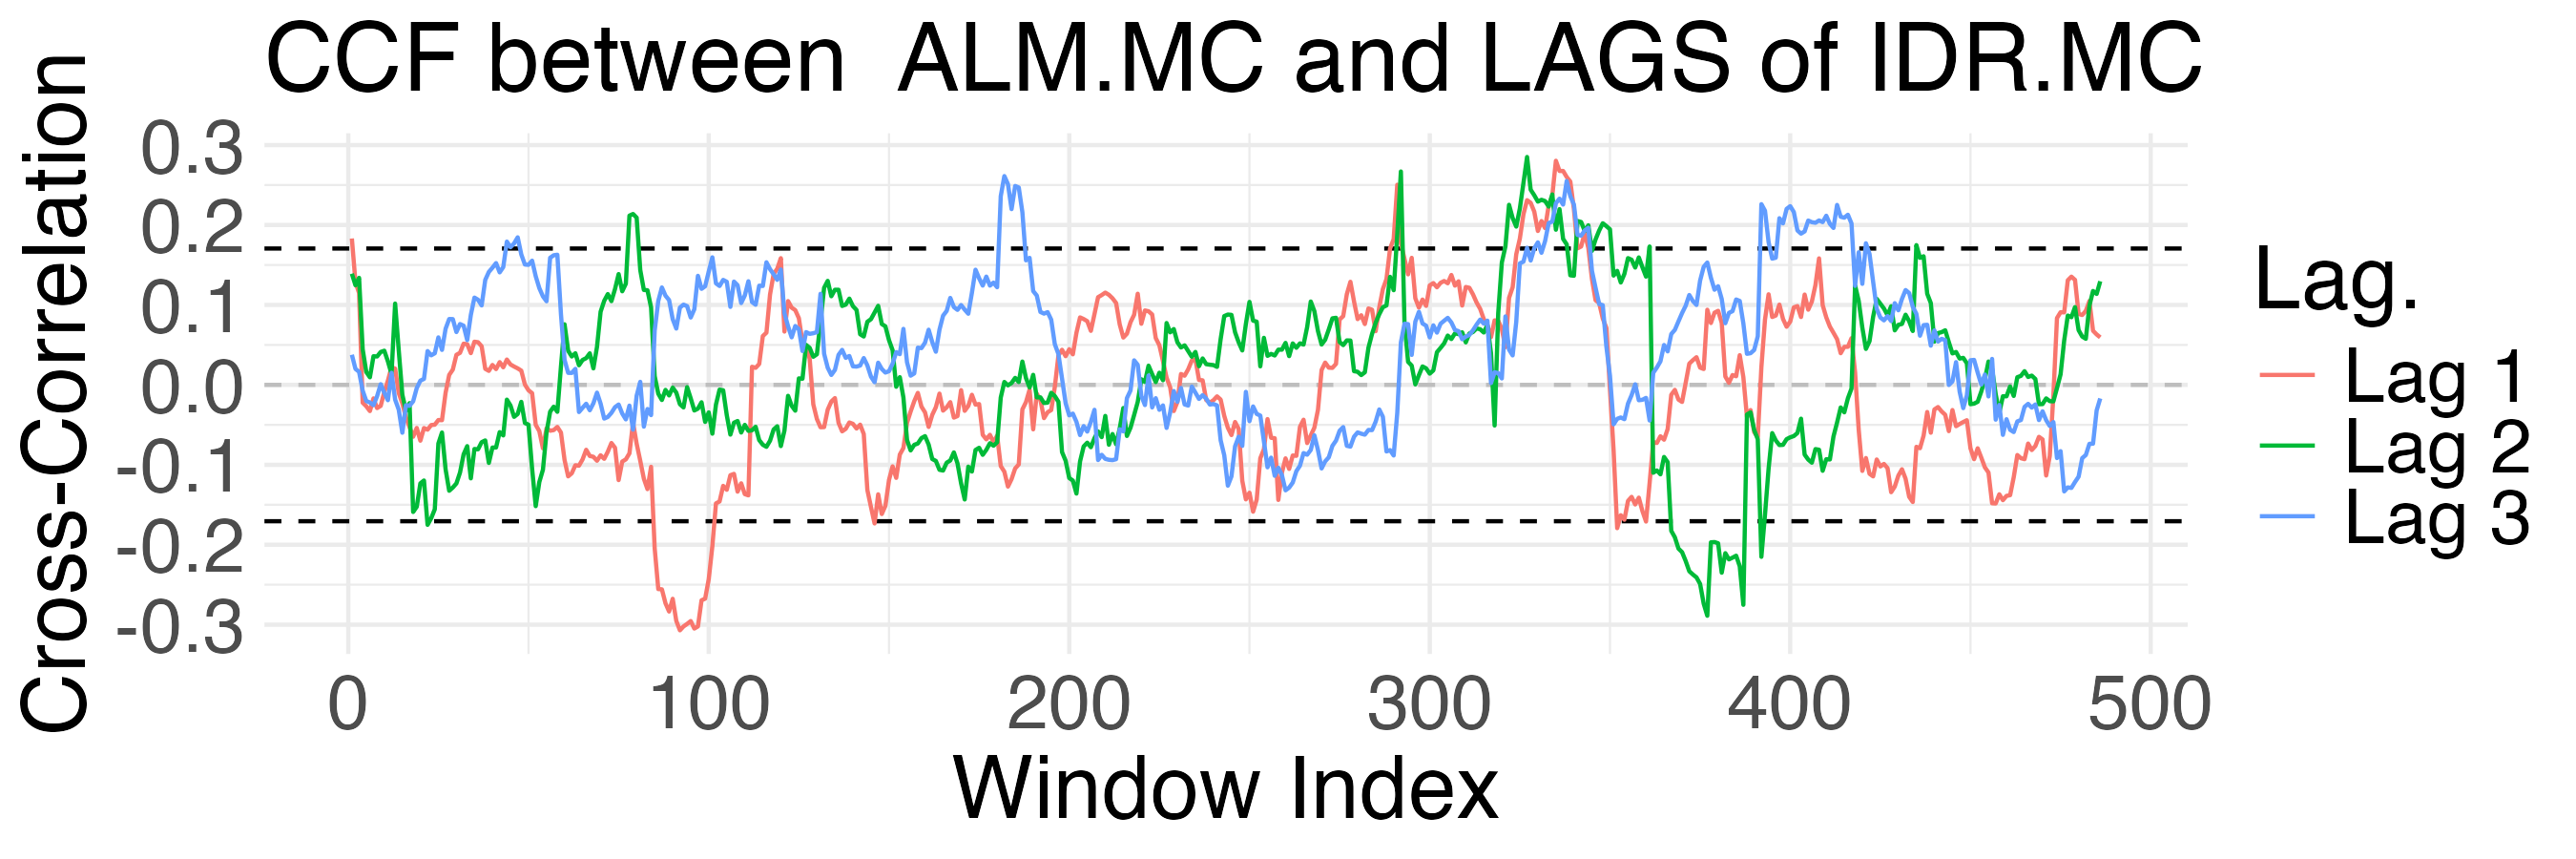 CCF between  ALM.MC and LAGS of IDR.MC
Cross-Correlation
0.3
0.2
0.1
0.0
-0.1
-0.2
-0.3
0 100 200 300 400 500
Window Index
Lag.
Lag 1
Lag 2
Lag 3